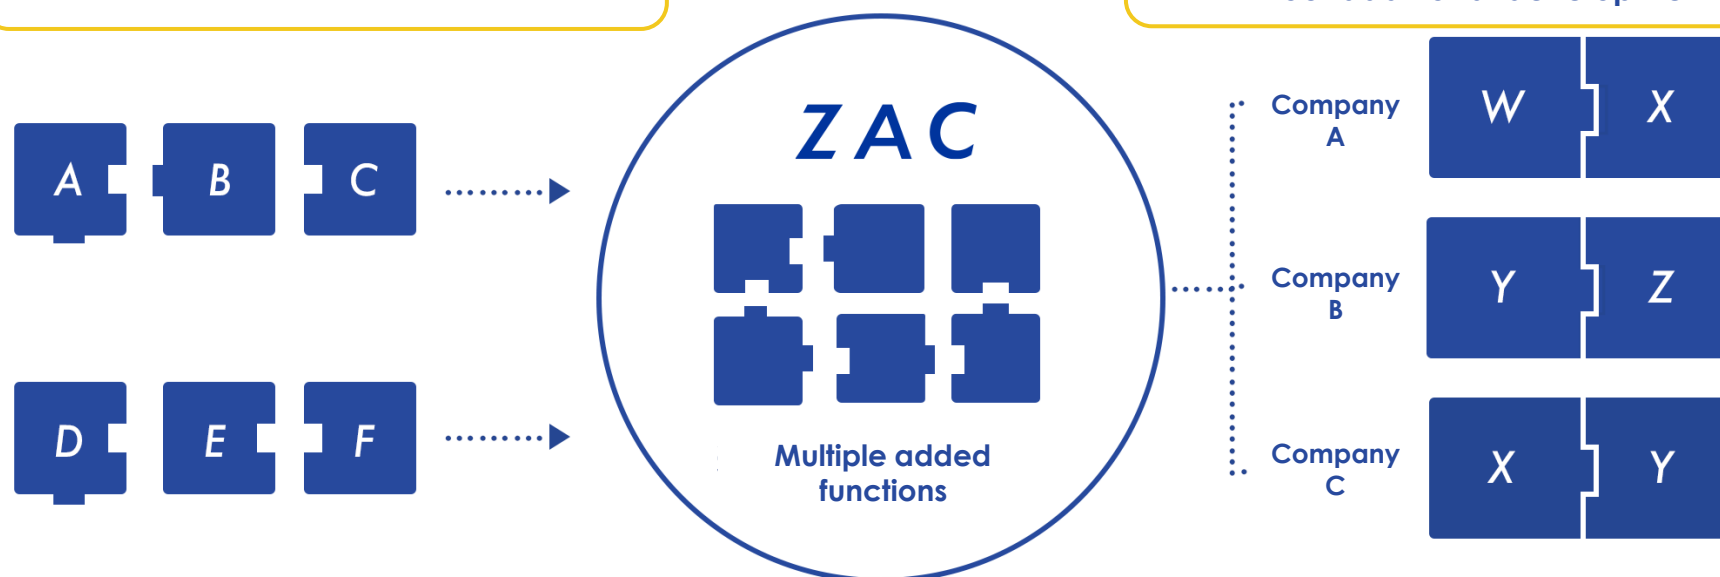 A B C
D E F
ZAC
Multiple added
functions
Company
A
W X
Company
B
Y Z
Company
C
X Y